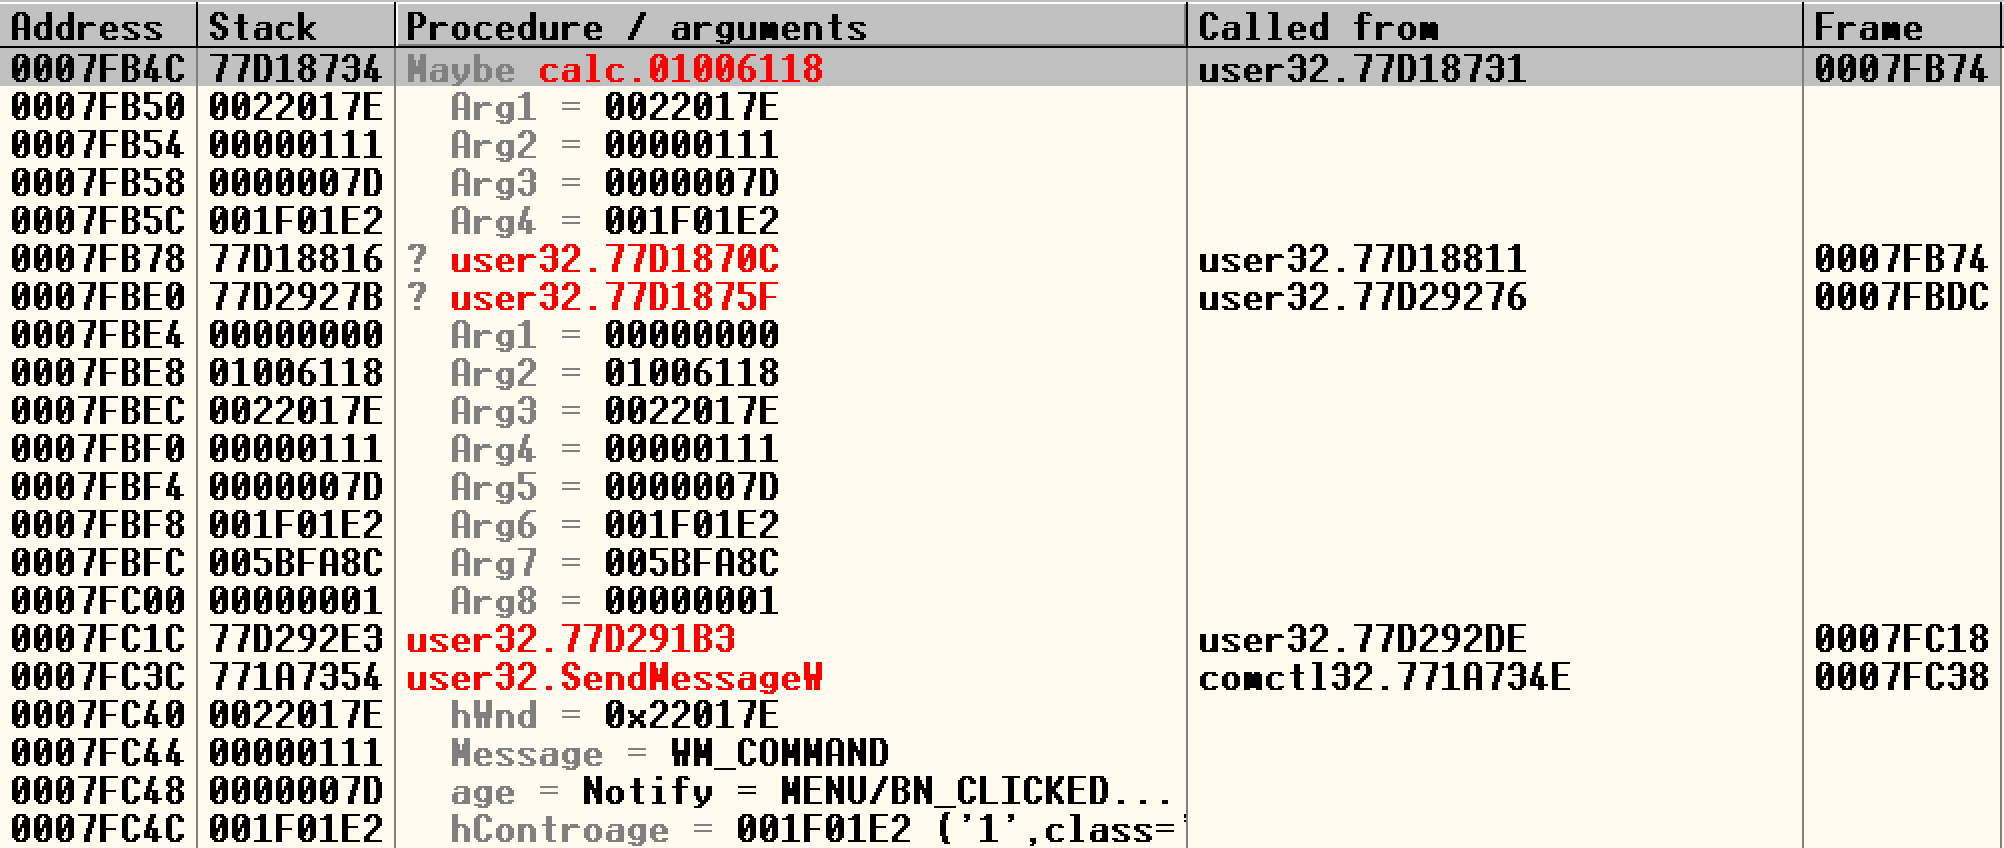 Address Stack Procedure / arguments Called from Frame
0007FB4C 77D18734 Maybe calc.01006118 user32.77D18731 0007FB74
0007FB50 0022017E Arg1 = 0022017E
0007FB54 00000111 Arg2 = 00000111
0007FB58 0000007D Arg3 = 0000007D
0007FB5C 001F01E2 Arg4 = 001F01E2
0007FB78 77D18816 ? user32.77D1870C user32.77D18811 0007FB74
0007FBE0 77D2927B ? user32.77D1875F user32.77D29276 0007FBDC
0007FBE4 00000000 Arg1 = 00000000
0007FBE8 01006118 Arg2 = 01006118
0007FBEC 0022017E Arg3 = 0022017E
0007FBF0 00000111 Arg4 = 00000111
0007FBF4 0000007D Arg5 = 0000007D
0007FBF8 001F01E2 Arg6 = 001F01E2
0007FBFC 005BFA8C Arg7 = 005BFA8C
0007FC00 00000001 Arg8 = 00000001
0007FC1C 77D292E3 user32.77D291B3 user32.77D292DE 0007FC18
0007FC3C 771A7354 user32.SendMessageW comctl32.771A734E 0007FC38
0007FC40 0022017E hWnd = 0x22017E
0007FC44 00000111 Message = WM_COMMAND
0007FC48 0000007D age = Notify = MENU/BN_CLICKED...
0007FC4C 001F01E2 hControage = 001F01E2 ('1',class='